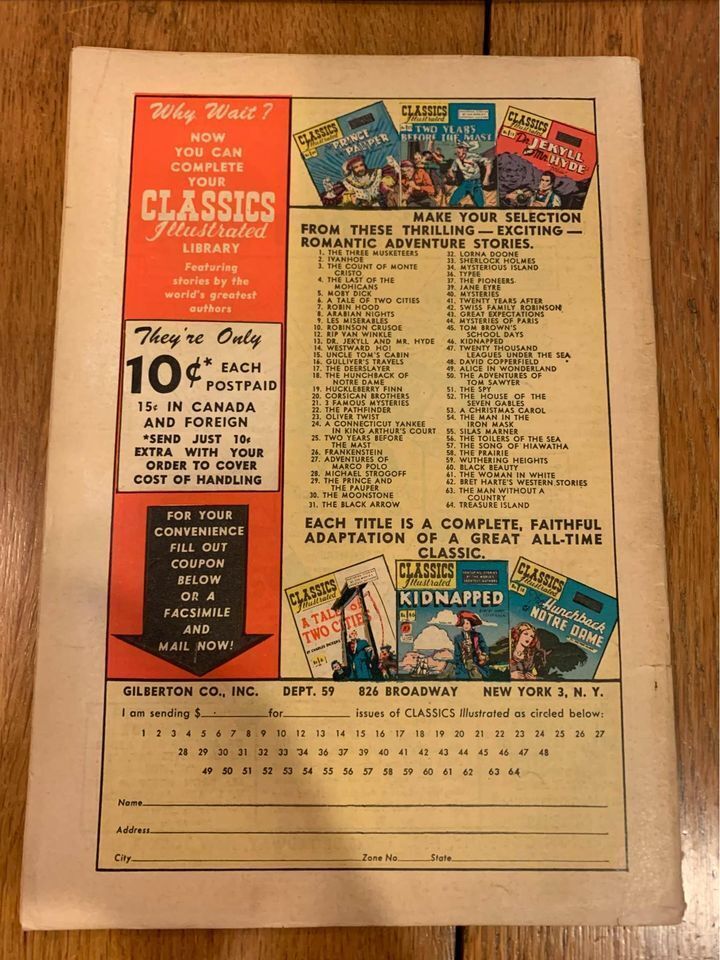 Why Wait?
NOW
YOU CAN
COMPLETE
YOUR
CLASSICS
Illustrated
LIBRARY
Featuring
stories by the
world's greatest
authors
They're Only
10¢* EACH
POSTPAID
15¢ IN CANADA
AND FOREIGN
*SEND JUST 10¢
EXTRA WITH YOUR
ORDER TO COVER
COST OF HANDLING
FOR YOUR
CONVENIENCE
FILL OUT
COUPON
BELOW
OR A
FACSIMILE
AND
MAIL NOW!
CLASSICS
Illustrated
PRINCE
PAUPER
CLASSICS
Illustrated
TWO YEARS
BEFORE THE MAST
CLASSICS
Illustrated
Dr. JEKYLL
Mr. HYDE
MAKE YOUR SELECTION
FROM THESE THRILLING — EXCITING —
ROMANTIC ADVENTURE STORIES.
1. THE THREE MUSKETEERS
2. IVANHOE
3. THE COUNT OF MONTE
CRISTO
4. THE LAST OF THE
MOHICANS
5. MOBY DICK
6. A TALE OF TWO CITIES
7. ROBIN HOOD
8. ARABIAN NIGHTS
9. LES MISERABLES
10. ROBINSON CRUSOE
12. RIP VAN WINKLE
13. DR. JEKYLL AND MR. HYDE
14. WESTWARD HO!
15. UNCLE TOM'S CABIN
16. GULLIVER'S TRAVELS
17. THE DEERSLAYER
18. THE HUNCHBACK OF
NOTRE DAME
19. HUCKLEBERRY FINN
20. CORSICAN BROTHERS
21. 3 FAMOUS MYSTERIES
22. THE PATHFINDER
23. OLIVER TWIST
24. A CONNECTICUT YANKEE
IN KING ARTHUR'S COURT
25. TWO YEARS BEFORE
THE MAST
26. FRANKENSTEIN
27. ADVENTURES OF
MARCO POLO
28. MICHAEL STROGOFF
29. THE PRINCE AND
THE PAUPER
30. THE MOONSTONE
31. THE BLACK ARROW
32. LORNA DOONE
33. SHERLOCK HOLMES
34. MYSTERIOUS ISLAND
36. TYPEE
37. THE PIONEERS
39. JANE EYRE
40. MYSTERIES
41. TWENTY YEARS AFTER
42. SWISS FAMILY ROBINSON
43. GREAT EXPECTATIONS
44. MYSTERIES OF PARIS
45. TOM BROWN'S
SCHOOL DAYS
46. KIDNAPPED
47. TWENTY THOUSAND
LEAGUES UNDER THE SEA
48. DAVID COPPERFIELD
49. ALICE IN WONDERLAND
50. THE ADVENTURES OF
TOM SAWYER
51. THE SPY
52. THE HOUSE OF THE
SEVEN GABLES
53. A CHRISTMAS CAROL
54. THE MAN IN THE
IRON MASK
55. SILAS MARNER
56. THE TOILERS OF THE SEA
57. THE SONG OF HIAWATHA
58. THE PRAIRIE
59. WUTHERING HEIGHTS
60. BLACK BEAUTY
61. THE WOMAN IN WHITE
62. BRET HARTE'S WESTERN STORIES
63. THE MAN WITHOUT A
COUNTRY
64. TREASURE ISLAND
EACH TITLE IS A COMPLETE, FAITHFUL
ADAPTATION OF A GREAT ALL-TIME
CLASSIC.
CLASSICS
Illustrated
A TALE OF
TWO CITIES
CLASSICS
Illustrated
KIDNAPPED
CLASSICS
Illustrated
Hunchback
of NOTRE DAME
GILBERTON CO., INC. DEPT. 59 826 BROADWAY NEW YORK 3, N. Y.
I am sending $ for issues of CLASSICS Illustrated as circled below:
1 2 3 4 5 6 7 8 9 10 12 13 14 15 16 17 18 19 20 21 22 23 24 25 26 27
28 29 30 31 32 33 34 36 37 39 40 41 42 43 44 45 46 47 48
49 50 51 52 53 54 55 56 57 58 59 60 61 62 63 64
Name
Address
City Zone No. State